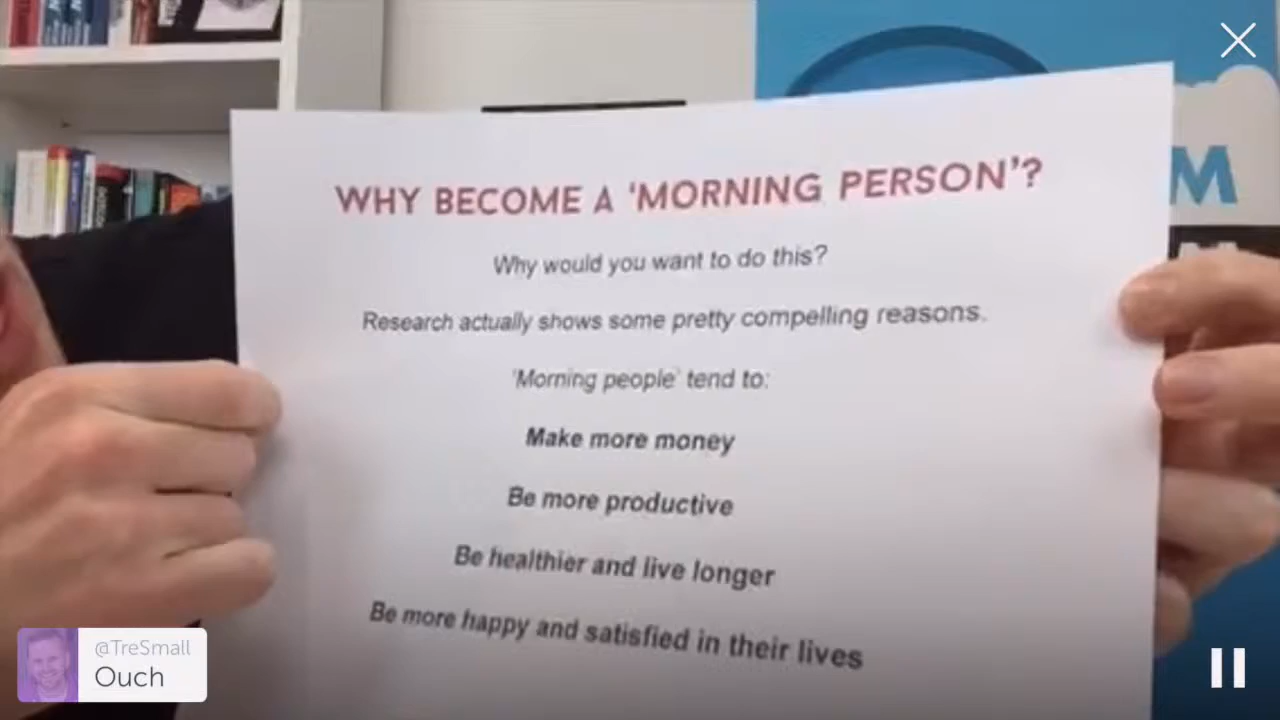 WHY BECOME A 'MORNING PERSON'?
Why would you want to do this?
Research actually shows some pretty compelling reasons.
'Morning people' tend to:
Make more money
Be more productive
Be healthier and live longer
Be more happy and satisfied in their lives
M
@TreSmall
Ouch